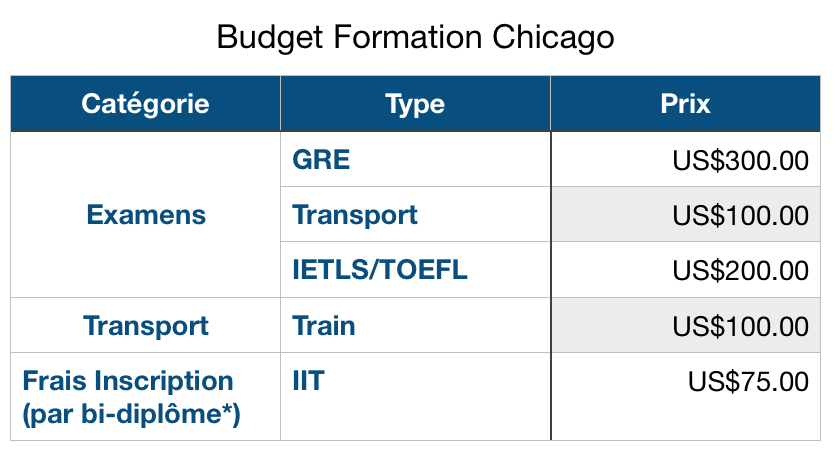 Budget Formation Chicago
Catégorie Type Prix
GRE US$300.00
Examens Transport US$100.00
IETLS/TOEFL US$200.00
Transport Train US$100.00
Frais Inscription IIT US$75.00
(par bi-diplôme*)